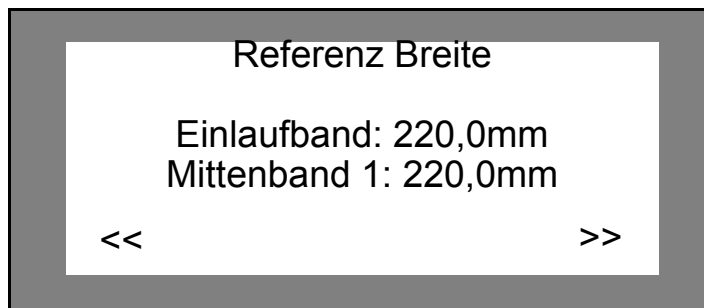 Referenz Breite
Einlaufband: 220,0mm
Mittenband 1: 220,0mm
<< >>